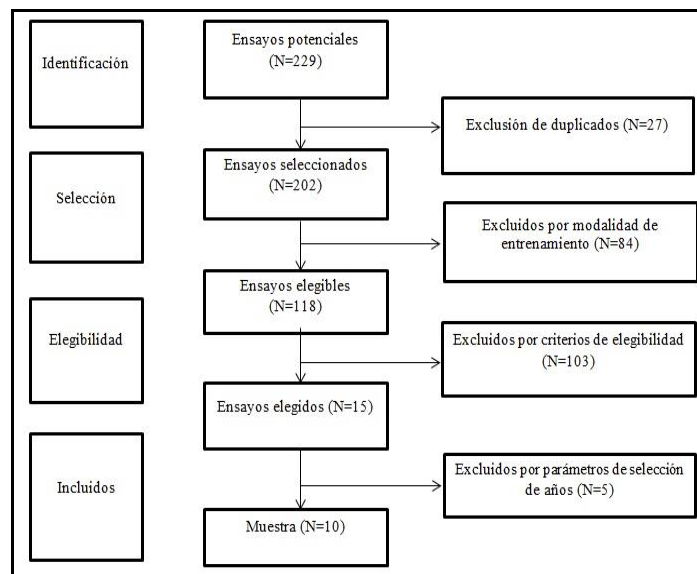 Identificación
Ensayos potenciales
(N=229)
Exclusión de duplicados (N=27)
Selección
Ensayos seleccionados
(N=202)
Excluidos por modalidad de
entrenamiento (N=84)
Elegibilidad
Ensayos elegibles
(N=118)
Excluidos por criterios de elegibilidad
(N=103)
Incluidos
Ensayos elegidos (N=15)
Excluidos por parámetros de selección
de años (N=5)
Muestra (N=10)